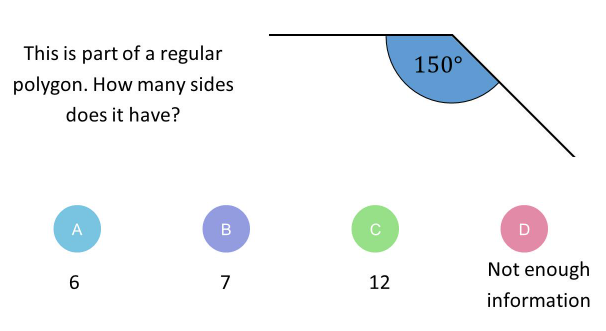 This is part of a regular
polygon. How many sides
does it have?
150°
A
B
C
D
6
7
12
Not enough
information